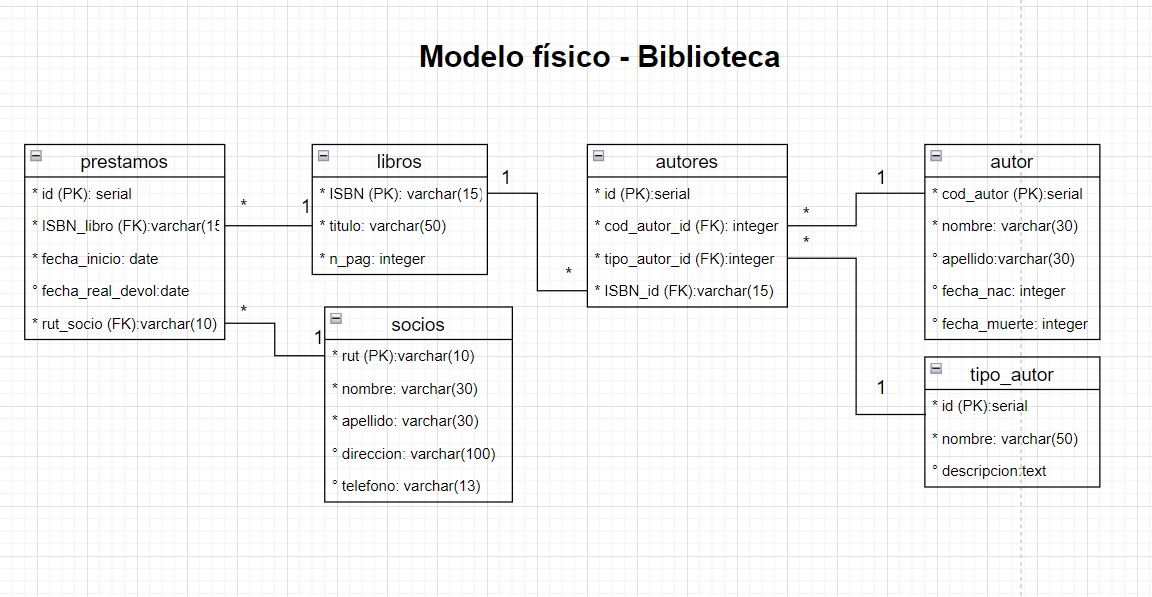 Modelo físico - Biblioteca
prestamos
* id (PK): serial
* ISBN_libro (FK):varchar(15
* fecha_inicio: date
° fecha_real_devol:date
* rut_socio (FK):varchar(10)
*
1
*
1
libros
* ISBN (PK): varchar(15)
* titulo: varchar(50)
* n_pag: integer
socios
* rut (PK):varchar(10)
* nombre: varchar(30)
* apellido: varchar(30)
° direccion: varchar(100)
° telefono: varchar(13)
1
*
autores
* id (PK):serial
* cod_autor_id (FK): integer
* tipo_autor_id (FK):integer
* ISBN_id (FK):varchar(15)
1
*
*
1
autor
* cod_autor (PK):serial
* nombre: varchar(30)
° apellido:varchar(30)
° fecha_nac: integer
° fecha_muerte: integer
tipo_autor
* id (PK):serial
* nombre: varchar(50)
° descripcion:text